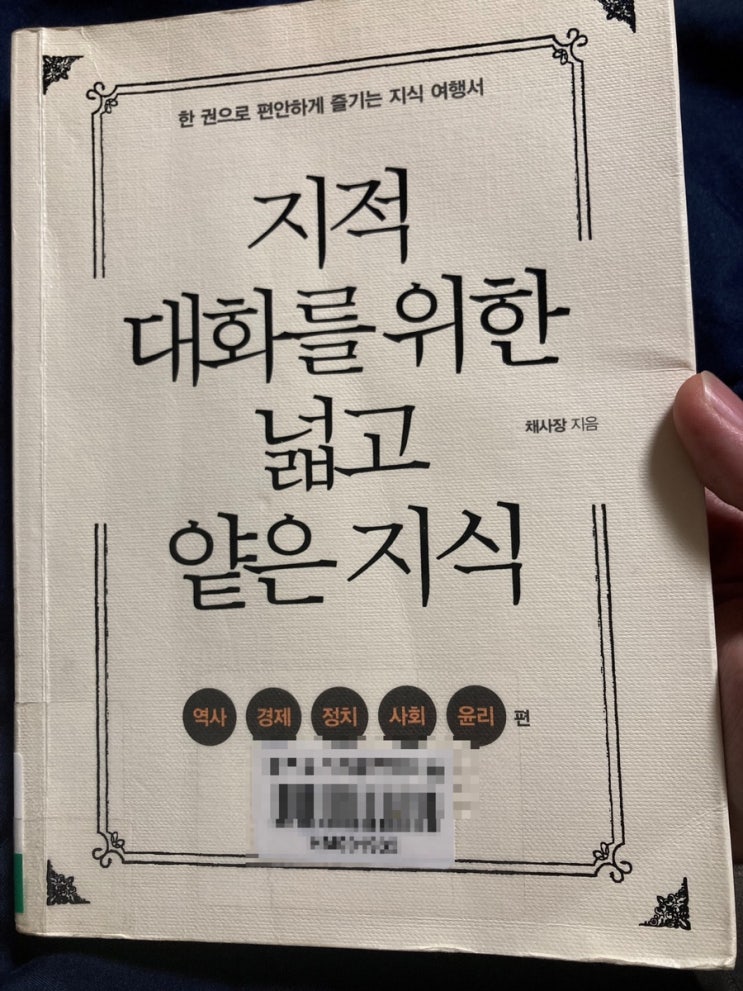 한 권으로 편안하게 즐기는 지식 여행서
지적
대화를 위한
넓고
얕은 지식
채사장 지음
역사 경제 정치 사회 윤리 편